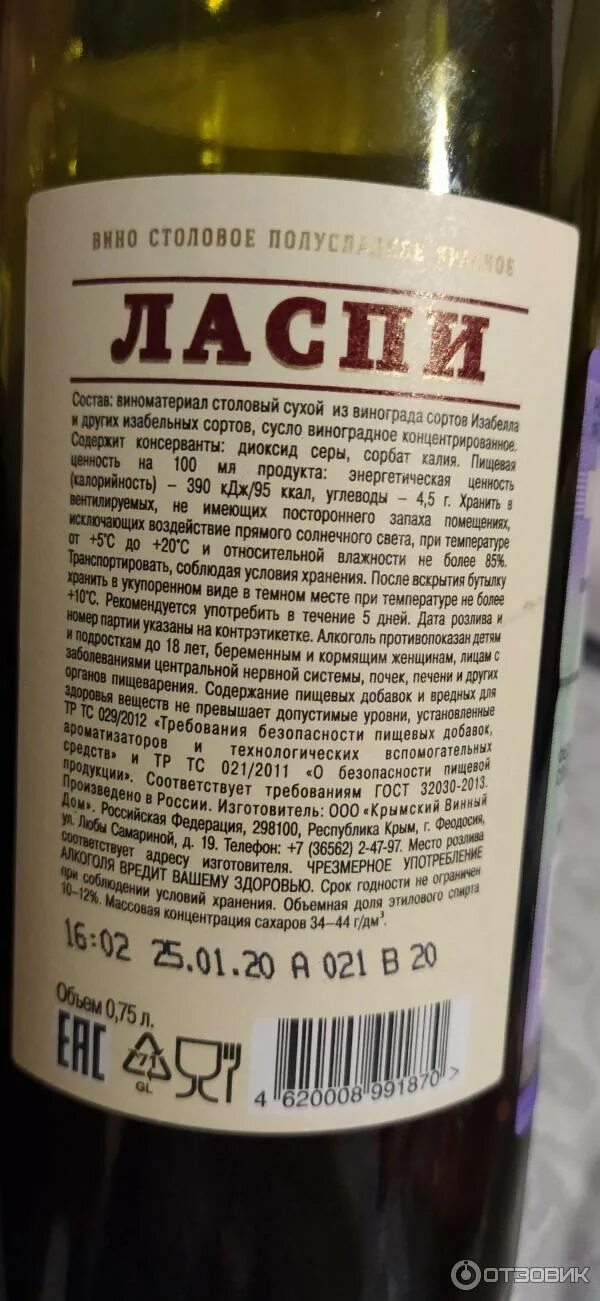 ВИНО СТОЛОВОЕ ПОЛУСЛАДКОЕ КРАСНОЕ
ЛАСПИ
Состав: виноматериал столовый сухой из винограда сортов Изабелла
и других изабельных сортов, сусло виноградное концентрированное.
Содержит консерванты: диоксид серы, сорбат калия. Пищевая
ценность на 100 мл продукта: энергетическая ценность
(калорийность) – 390 кДж/95 ккал, углеводы – 4,5 г. Хранить в
вентилируемых, не имеющих постороннего запаха помещениях,
исключающих воздействие прямого солнечного света, при температуре
от +5°С до +20°С и относительной влажности не более 85%.
Транспортировать, соблюдая условия хранения. После вскрытия бутылку
хранить в укупоренном виде в темном месте при температуре не более
+10°С. Рекомендуется употребить в течение 5 дней. Дата розлива и
номер партии указаны на контрэтикетке. Алкоголь противопоказан детям
и подросткам до 18 лет, беременным и кормящим женщинам, лицам с
заболеваниями центральной нервной системы, почек, печени и других
органов пищеварения. Содержание пищевых добавок и вредных для
здоровья веществ не превышает допустимые уровни, установленные
ТР ТС 029/2012 «Требования безопасности пищевых добавок,
ароматизаторов и технологических вспомогательных
средств» и ТР ТС 021/2011 «О безопасности пищевой
продукции». Соответствует требованиям ГОСТ 32030-2013.
Произведено в России. Изготовитель: ООО «Крымский Винный
Дом». Российская Федерация, 298100, Республика Крым, г. Феодосия,
ул. Любы Самариной, д. 19. Телефон: +7 (36562) 2-47-97. Место розлива
соответствует адресу изготовителя. ЧРЕЗМЕРНОЕ УПОТРЕБЛЕНИЕ
АЛКОГОЛЯ ВРЕДИТ ВАШЕМУ ЗДОРОВЬЮ. Срок годности не ограничен
при соблюдении условий хранения. Объемная доля этилового спирта
10–12%. Массовая концентрация сахаров 34–44 г/дм³.
16:02 25.01.20 A 021 B 20
Объем 0,75 л.
EAC
71
GL
4 620008 991870 >
ОТЗОВИК